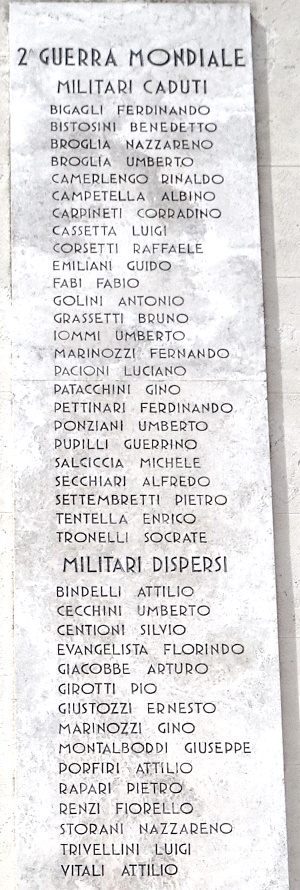 2ª GUERRA MONDIALE
MILITARI CADUTI
BIGAGLI FERDINANDO
BISTOSINI BENEDETTO
BROGLIA NAZZARENO
BROGLIA UMBERTO
CAMERLENGO RINALDO
CAMPETELLA ALBINO
CARPINETI CORRADINO
CASSETTA LUIGI
CORSETTI RAFFAELE
EMILIANI GUIDO
FABI FABIO
GOLINI ANTONIO
GRASSETTI BRUNO
IOMMI UMBERTO
MARINOZZI FERNANDO
PACIONI LUCIANO
PATACCHINI GINO
PETTINARI FERDINANDO
PONZIANI UMBERTO
PUPILLI GUERRINO
SALCICCIA MICHELE
SECCHIARI ALFREDO
SETTEMBRETTI PIETRO
TENTELLA ENRICO
TRONELLI SOCRATE
MILITARI DISPERSI
BINDELLI ATTILIO
CECCHINI UMBERTO
CENTIONI SILVIO
EVANGELISTA FLORINDO
GIACOBBE ARTURO
GIROTTI PIO
GIUSTOZZI ERNESTO
MARINOZZI GINO
MONTALBODDI GIUSEPPE
PORFIRI ATTILIO
RAPARI PIETRO
RENZI FIORELLO
STORANI NAZZARENO
TRIVELLINI LUIGI
VITALI ATTILIO